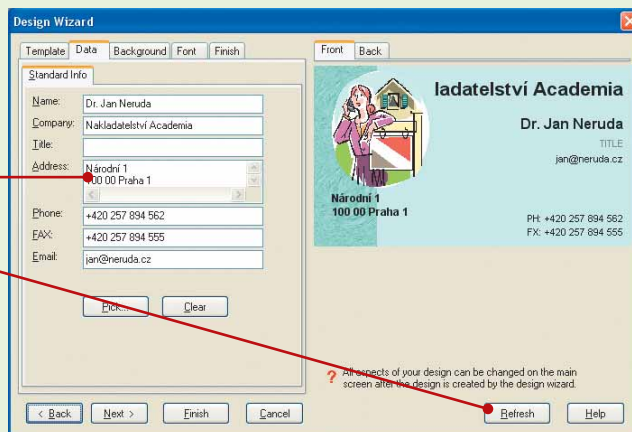 Design Wizard
Template Data Background Font Finish
Standard Info
Name: Dr. Jan Neruda
Company: Nakladatelství Academia
Title:
Address: Národní 1
100 00 Praha 1
Phone: +420 257 894 562
FAX: +420 257 894 555
Email: jan@neruda.cz
Pick... Clear
< Back Next > Finish Cancel
Front Back
ladatelství Academia
Dr. Jan Neruda
TITLE
jan@neruda.cz
Národní 1
100 00 Praha 1
PH: +420 257 894 562
FX: +420 257 894 555
? All aspects of your design can be changed on the main
screen after the design is created by the design wizard.
Refresh Help